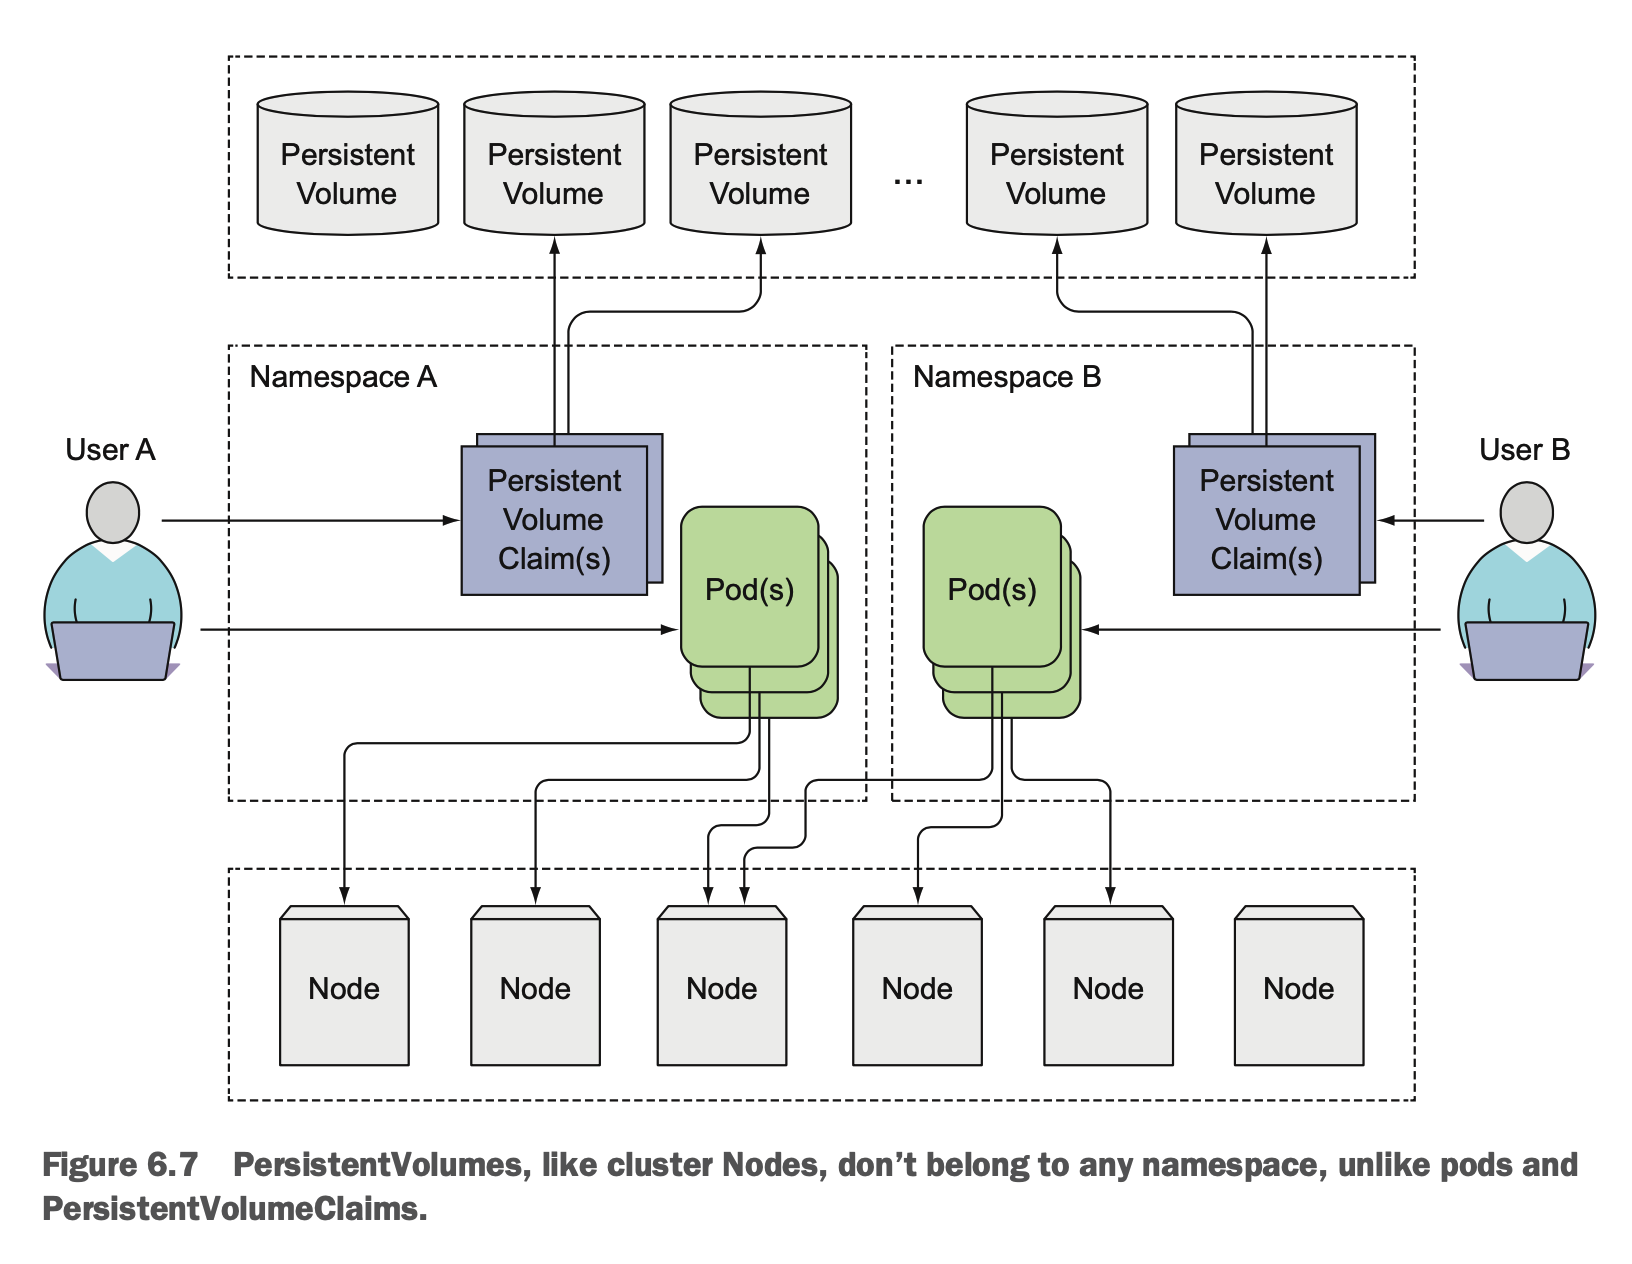 Persistent
Volume
Persistent
Volume
Persistent
Volume
...
Persistent
Volume
Persistent
Volume
Namespace A
Namespace B
User A
User B
Persistent
Volume
Claim(s)
Pod(s)
Pod(s)
Persistent
Volume
Claim(s)
Node
Node
Node
Node
Node
Node
Figure 6.7 PersistentVolumes, like cluster Nodes, don’t belong to any namespace, unlike pods and
PersistentVolumeClaims.